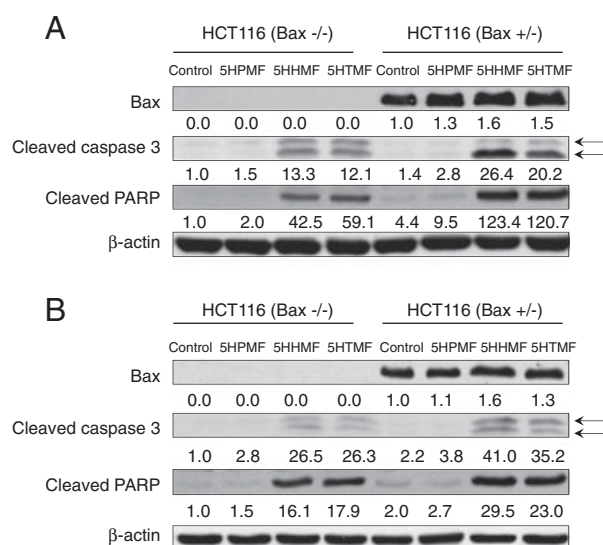 A
HCT116 (Bax -/-) HCT116 (Bax +/-)
Control 5HPMF 5HHMF 5HTMF Control 5HPMF 5HHMF 5HTMF
Bax
0.0 0.0 0.0 0.0 1.0 1.3 1.6 1.5
Cleaved caspase 3
1.0 1.5 13.3 12.1 1.4 2.8 26.4 20.2
Cleaved PARP
1.0 2.0 42.5 59.1 4.4 9.5 123.4 120.7
β-actin
B
HCT116 (Bax -/-) HCT116 (Bax +/-)
Control 5HPMF 5HHMF 5HTMF Control 5HPMF 5HHMF 5HTMF
Bax
0.0 0.0 0.0 0.0 1.0 1.1 1.6 1.3
Cleaved caspase 3
1.0 2.8 26.5 26.3 2.2 3.8 41.0 35.2
Cleaved PARP
1.0 1.5 16.1 17.9 2.0 2.7 29.5 23.0
β-actin